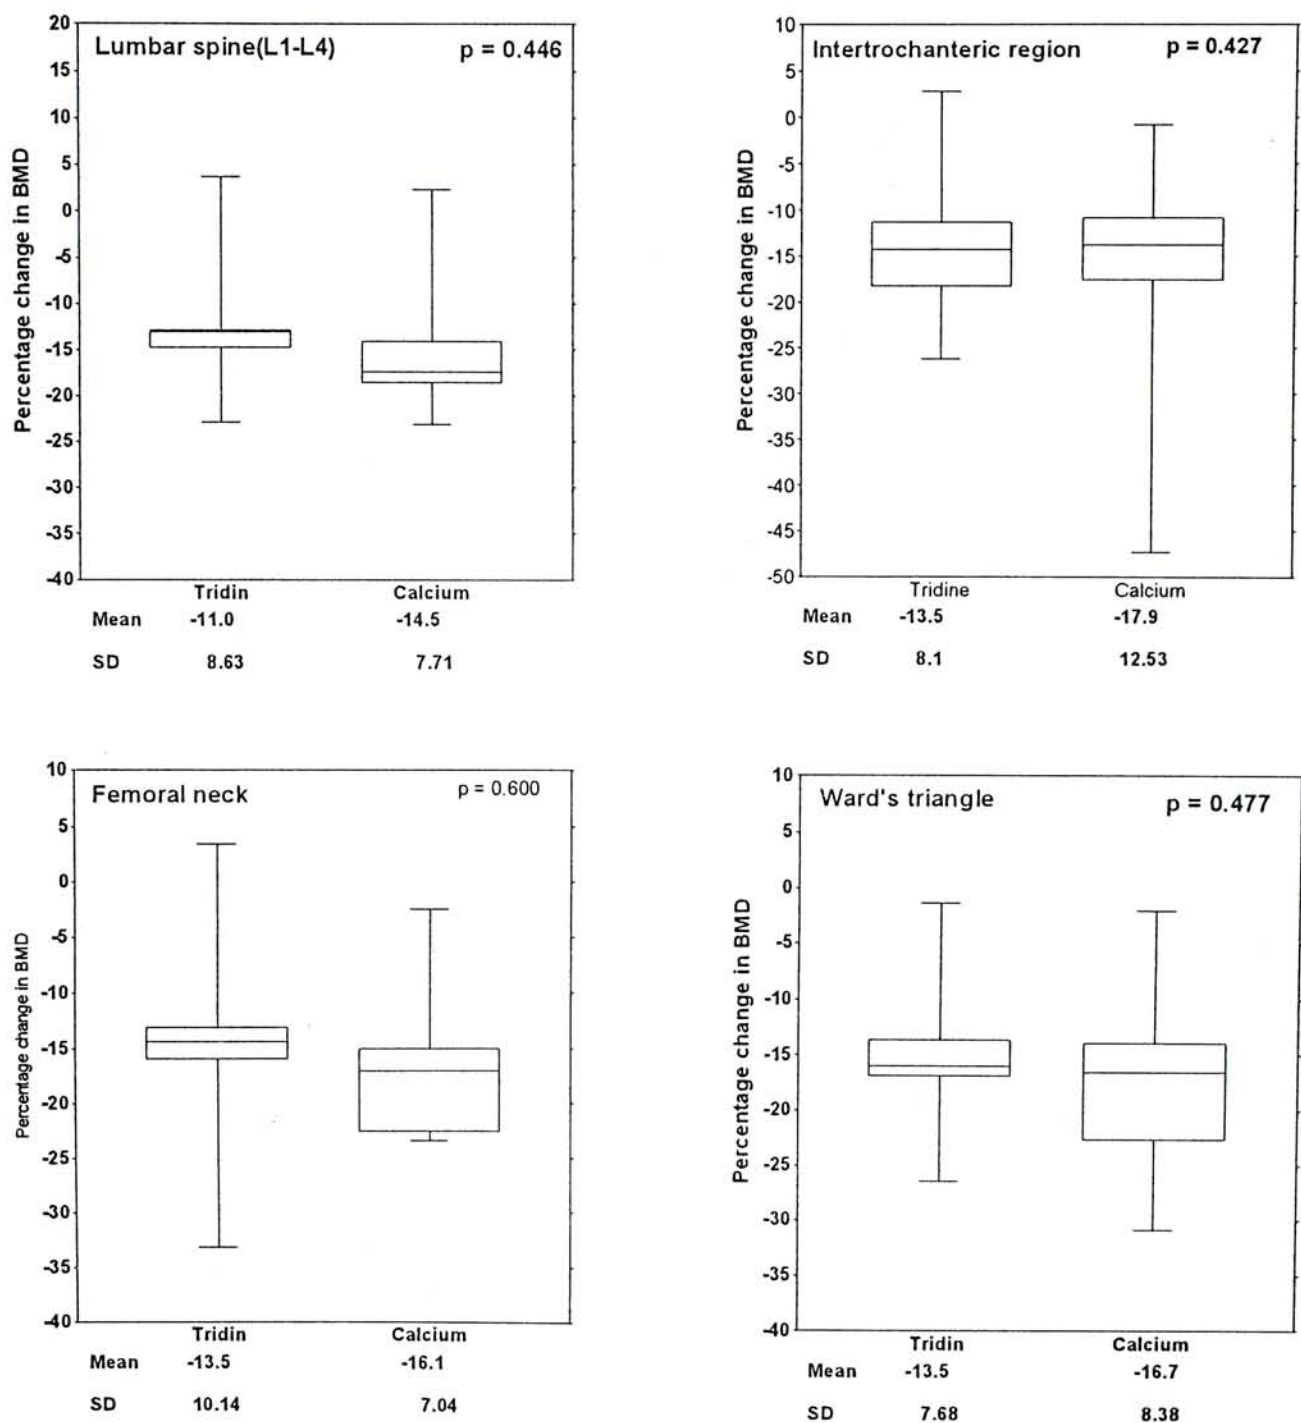 Lumbar spine(L1-L4) p = 0.446
Percentage change in BMD
20
15
10
5
0
-5
-10
-15
-20
-25
-30
-35
-40
Tridin Calcium
Mean -11.0 -14.5
SD 8.63 7.71
Intertrochanteric region p = 0.427
Percentage change in BMD
10
5
0
-5
-10
-15
-20
-25
-30
-35
-40
-45
-50
Tridine Calcium
Mean -13.5 -17.9
SD 8.1 12.53
Femoral neck p = 0.600
Percentage change in BMD
10
5
0
-5
-10
-15
-20
-25
-30
-35
-40
Tridin Calcium
Mean -13.5 -16.1
SD 10.14 7.04
Ward's triangle p = 0.477
Percentage change in BMD
10
5
0
-5
-10
-15
-20
-25
-30
-35
-40
Tridin Calcium
Mean -13.5 -16.7
SD 7.68 8.38